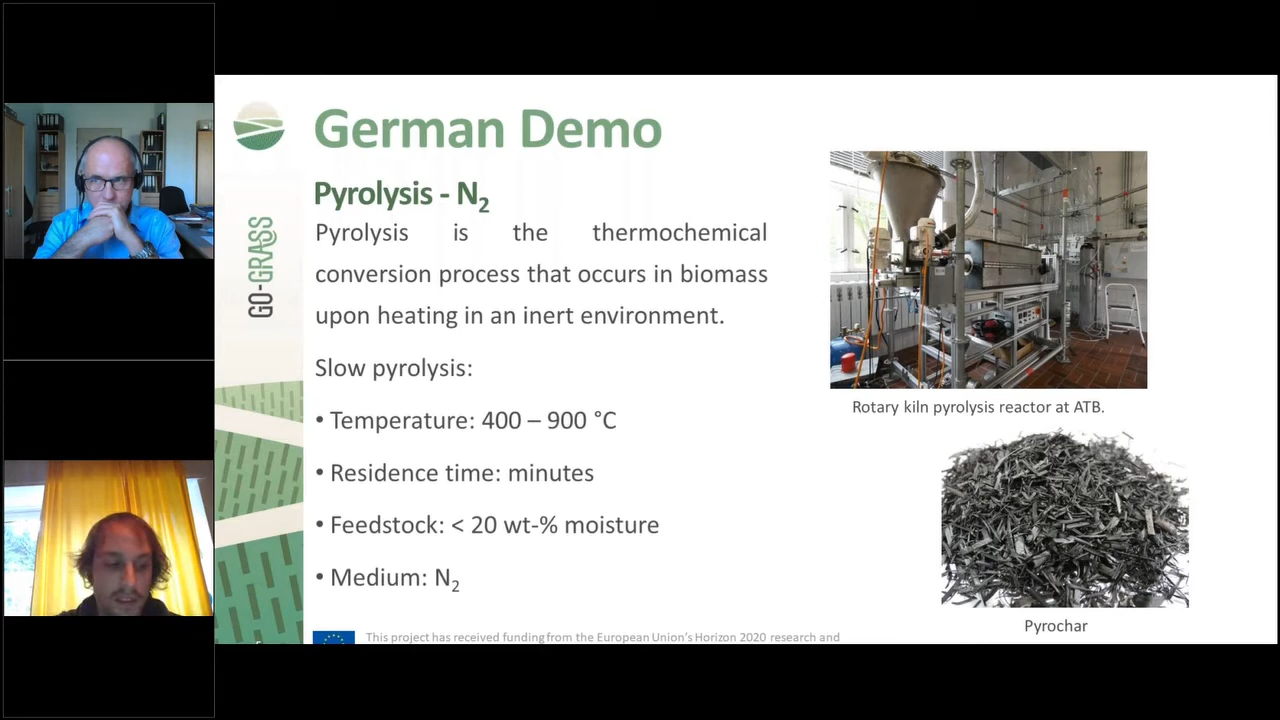 German Demo
Pyrolysis - N₂
GO-GRASS
Pyrolysis is the thermochemical
conversion process that occurs in biomass
upon heating in an inert environment.
Slow pyrolysis:
• Temperature: 400 – 900 °C
• Residence time: minutes
• Feedstock: < 20 wt-% moisture
• Medium: N₂
Rotary kiln pyrolysis reactor at ATB.
Pyrochar
This project has received funding from the European Union's Horizon 2020 research and